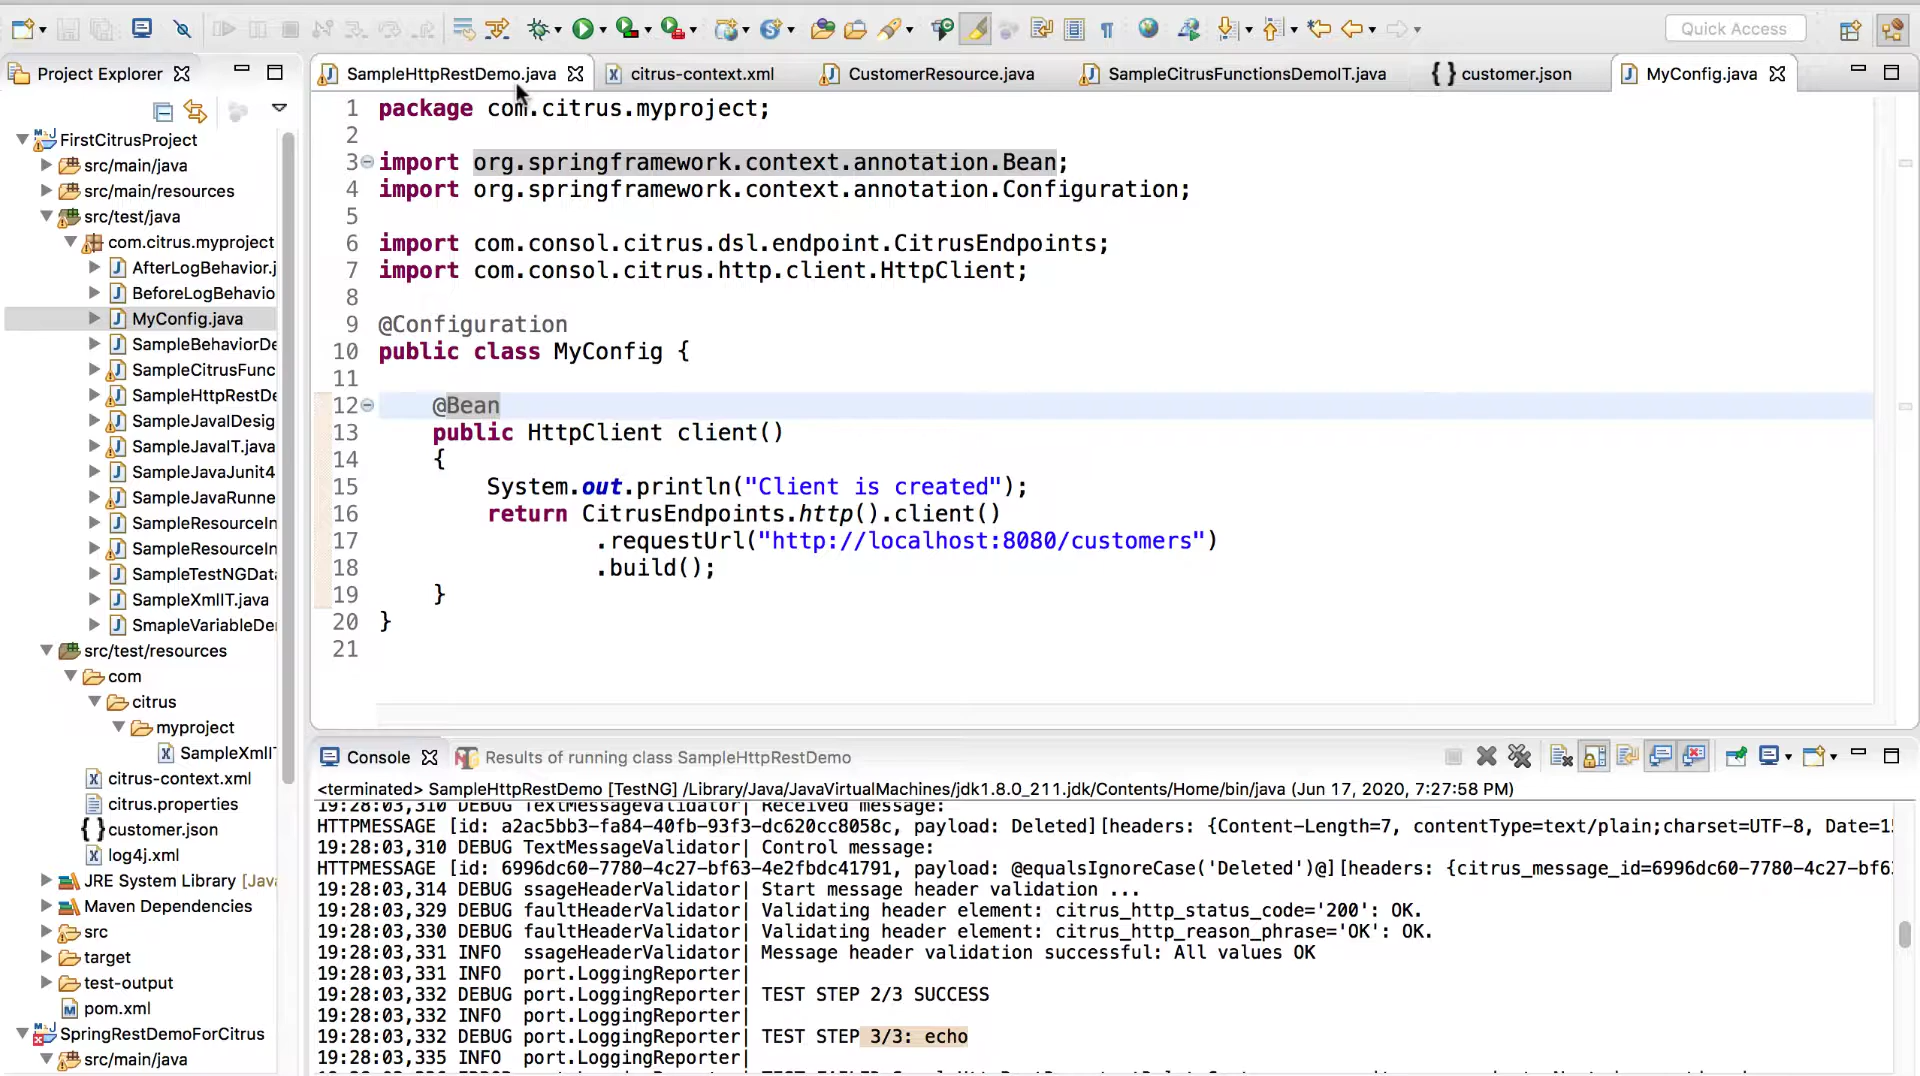 Quick Access
Project Explorer
SampleHttpRestDemo.java
citrus-context.xml
CustomerResource.java
SampleCitrusFunctionsDemoIT.java
{ } customer.json
MyConfig.java
FirstCitrusProject
src/main/java
src/main/resources
src/test/java
com.citrus.myproject
AfterLogBehavior.j
BeforeLogBehavio
MyConfig.java
SampleBehaviorDe
SampleCitrusFunc
SampleHttpRestDe
SampleJavaIDesig
SampleJavaIT.java
SampleJavaJunit4
SampleJavaRunne
SampleResourceIn
SampleResourceIn
SampleTestNGData
SampleXmlIT.java
SmapleVariableDe
src/test/resources
com
citrus
myproject
SampleXmlIT
citrus-context.xml
citrus.properties
{ } customer.json
log4j.xml
JRE System Library [Java
Maven Dependencies
src
target
test-output
pom.xml
SpringRestDemoForCitrus
src/main/java
1 package com.citrus.myproject;
2
3 import org.springframework.context.annotation.Bean;
4 import org.springframework.context.annotation.Configuration;
5
6 import com.consol.citrus.dsl.endpoint.CitrusEndpoints;
7 import com.consol.citrus.http.client.HttpClient;
8
9 @Configuration
10 public class MyConfig {
11
12 @Bean
13 public HttpClient client()
14 {
15 System.out.println("Client is created");
16 return CitrusEndpoints.http().client()
17 .requestUrl("http://localhost:8080/customers")
18 .build();
19 }
20 }
21
Console
Results of running class SampleHttpRestDemo
<terminated> SampleHttpRestDemo [TestNG] /Library/Java/JavaVirtualMachines/jdk1.8.0_211.jdk/Contents/Home/bin/java (Jun 17, 2020, 7:27:58 PM)
19:28:03,310 DEBUG TextMessageValidator| Received message:
HTTPMESSAGE [id: a2ac5bb3-fa84-40fb-93f3-dc620cc8058c, payload: Deleted][headers: {Content-Length=7, contentType=text/plain;charset=UTF-8, Date=15
19:28:03,310 DEBUG TextMessageValidator| Control message:
HTTPMESSAGE [id: 6996dc60-7780-4c27-bf63-4e2fbdc41791, payload: @equalsIgnoreCase('Deleted')@][headers: {citrus_message_id=6996dc60-7780-4c27-bf6
19:28:03,314 DEBUG ssageHeaderValidator| Start message header validation ...
19:28:03,329 DEBUG faultHeaderValidator| Validating header element: citrus_http_status_code='200': OK.
19:28:03,330 DEBUG faultHeaderValidator| Validating header element: citrus_http_reason_phrase='OK': OK.
19:28:03,331 INFO ssageHeaderValidator| Message header validation successful: All values OK
19:28:03,331 INFO port.LoggingReporter|
19:28:03,332 DEBUG port.LoggingReporter| TEST STEP 2/3 SUCCESS
19:28:03,332 INFO port.LoggingReporter|
19:28:03,332 DEBUG port.LoggingReporter| TEST STEP 3/3: echo
19:28:03,335 INFO port.LoggingReporter|